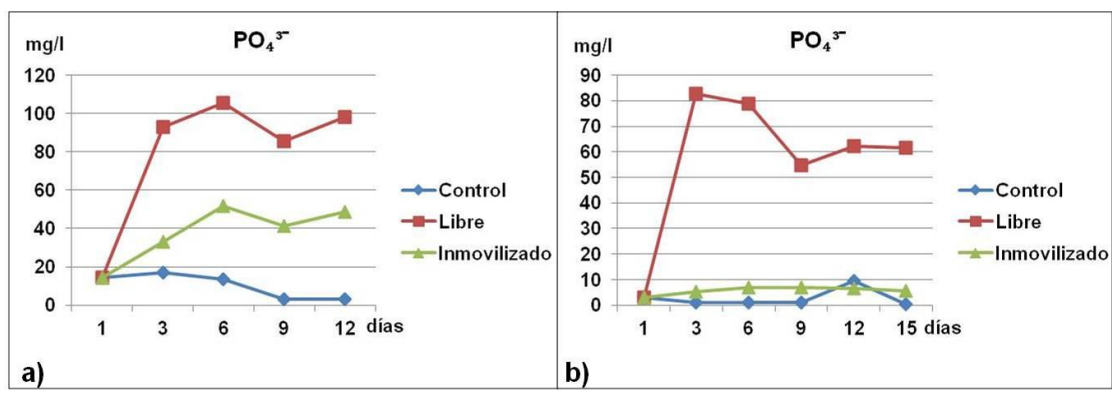 PO₄³⁻
mg/l
120
100
80
60
40
20
0
1 3 6 9 12 días
Control
Libre
Inmovilizado
a)
PO₄³⁻
mg/l
90
80
70
60
50
40
30
20
10
0
1 3 6 9 12 15 días
Control
Libre
Inmovilizado
b)